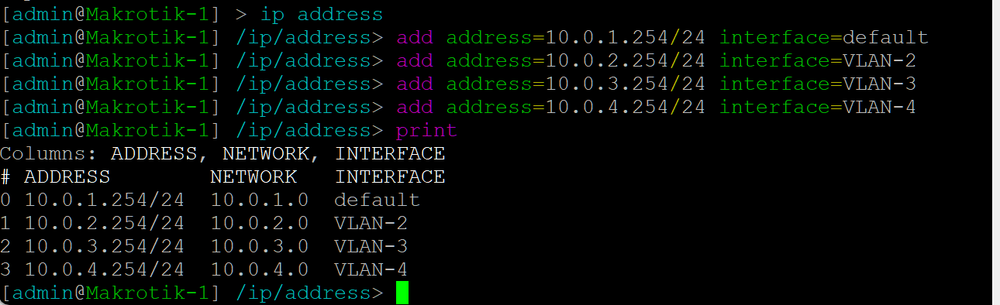 [admin@Makrotik-1] > ip address
[admin@Makrotik-1] /ip/address> add address=10.0.1.254/24 interface=default
[admin@Makrotik-1] /ip/address> add address=10.0.2.254/24 interface=VLAN-2
[admin@Makrotik-1] /ip/address> add address=10.0.3.254/24 interface=VLAN-3
[admin@Makrotik-1] /ip/address> add address=10.0.4.254/24 interface=VLAN-4
[admin@Makrotik-1] /ip/address> print
Columns: ADDRESS, NETWORK, INTERFACE
# ADDRESS        NETWORK   INTERFACE
0 10.0.1.254/24  10.0.1.0  default
1 10.0.2.254/24  10.0.2.0  VLAN-2
2 10.0.3.254/24  10.0.3.0  VLAN-3
3 10.0.4.254/24  10.0.4.0  VLAN-4
[admin@Makrotik-1] /ip/address>